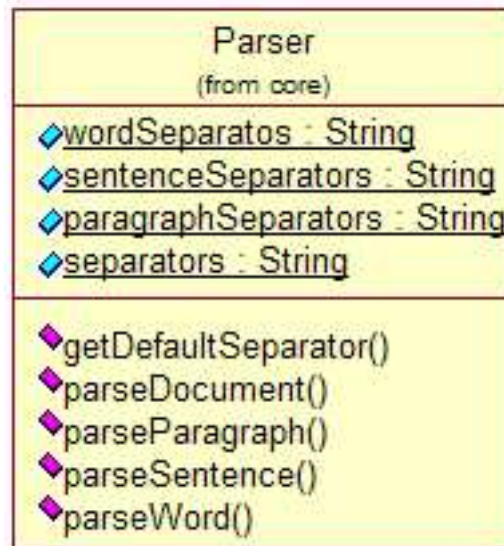 Parser
(from core)
wordSeparatos : String
sentenceSeparators : String
paragraphSeparators : String
separators : String
getDefaultSeparator()
parseDocument()
parseParagraph()
parseSentence()
parseWord()